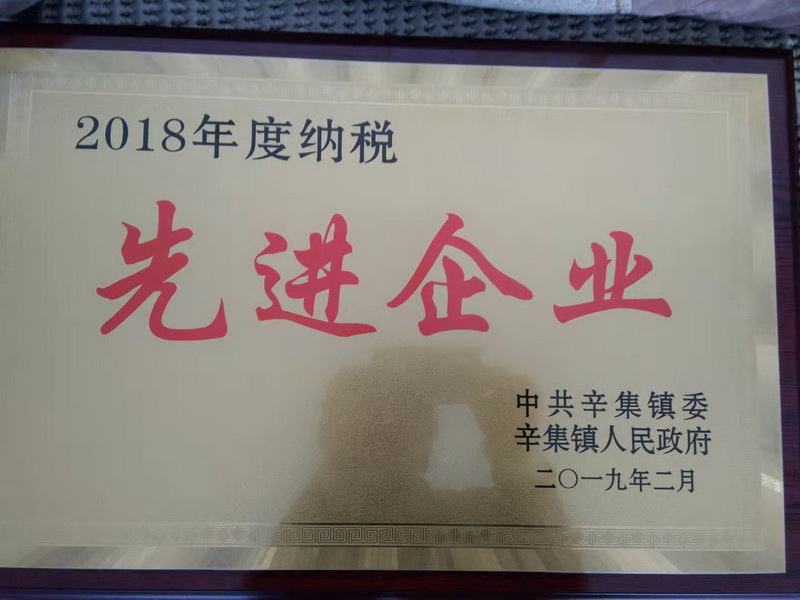 2018年度纳税
先进企业
中共辛集镇委
辛集镇人民政府
二〇一九年二月